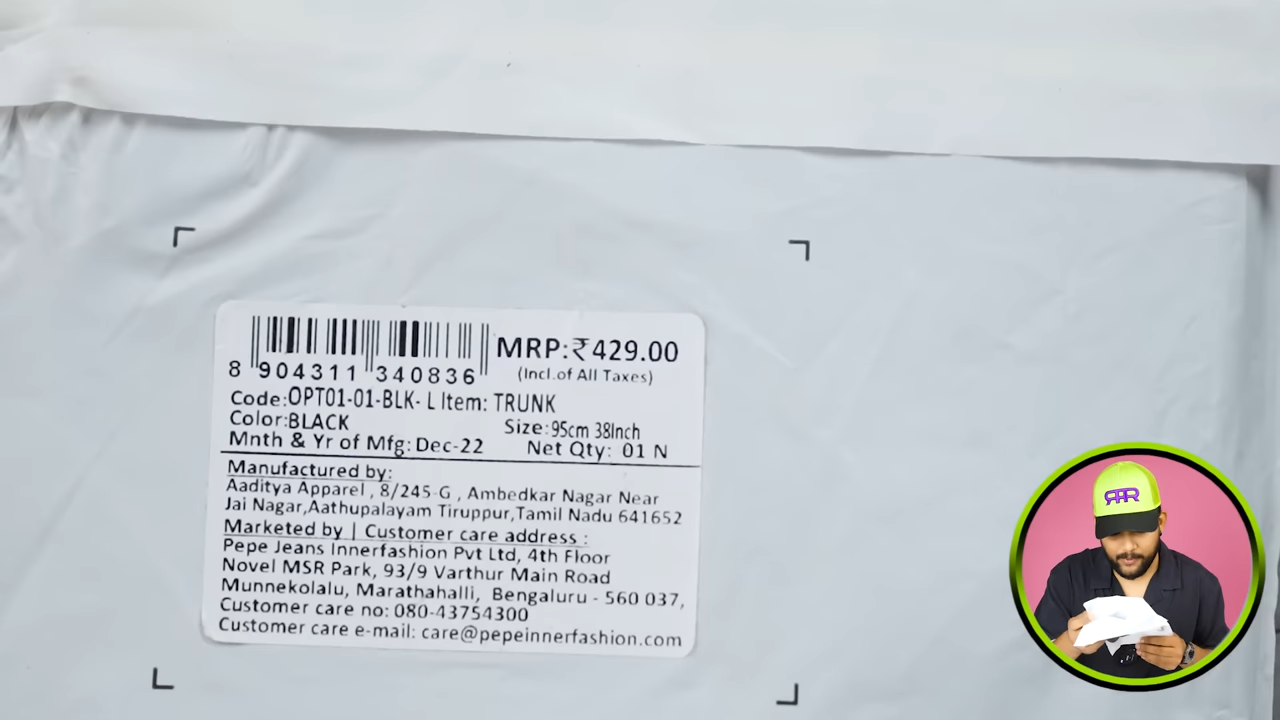 MRP:₹429.00
8 904311 340836
(Incl.of All Taxes)
Code:OPT01-01-BLK- L Item: TRUNK
Color:BLACK
Size:95cm 38Inch
Mnth & Yr of Mfg: Dec-22
Net Qty: 01 N
Manufactured by:
Aaditya Apparel , 8/245-G , Ambedkar Nagar Near
Jai Nagar,Aathupalayam Tiruppur,Tamil Nadu 641652
Marketed by | Customer care address :
Pepe Jeans Innerfashion Pvt Ltd, 4th Floor
Novel MSR Park, 93/9 Varthur Main Road
Munnekolalu, Marathahalli, Bengaluru - 560 037,
Customer care no: 080-43754300
Customer care e-mail: care@pepeinnerfashion.com